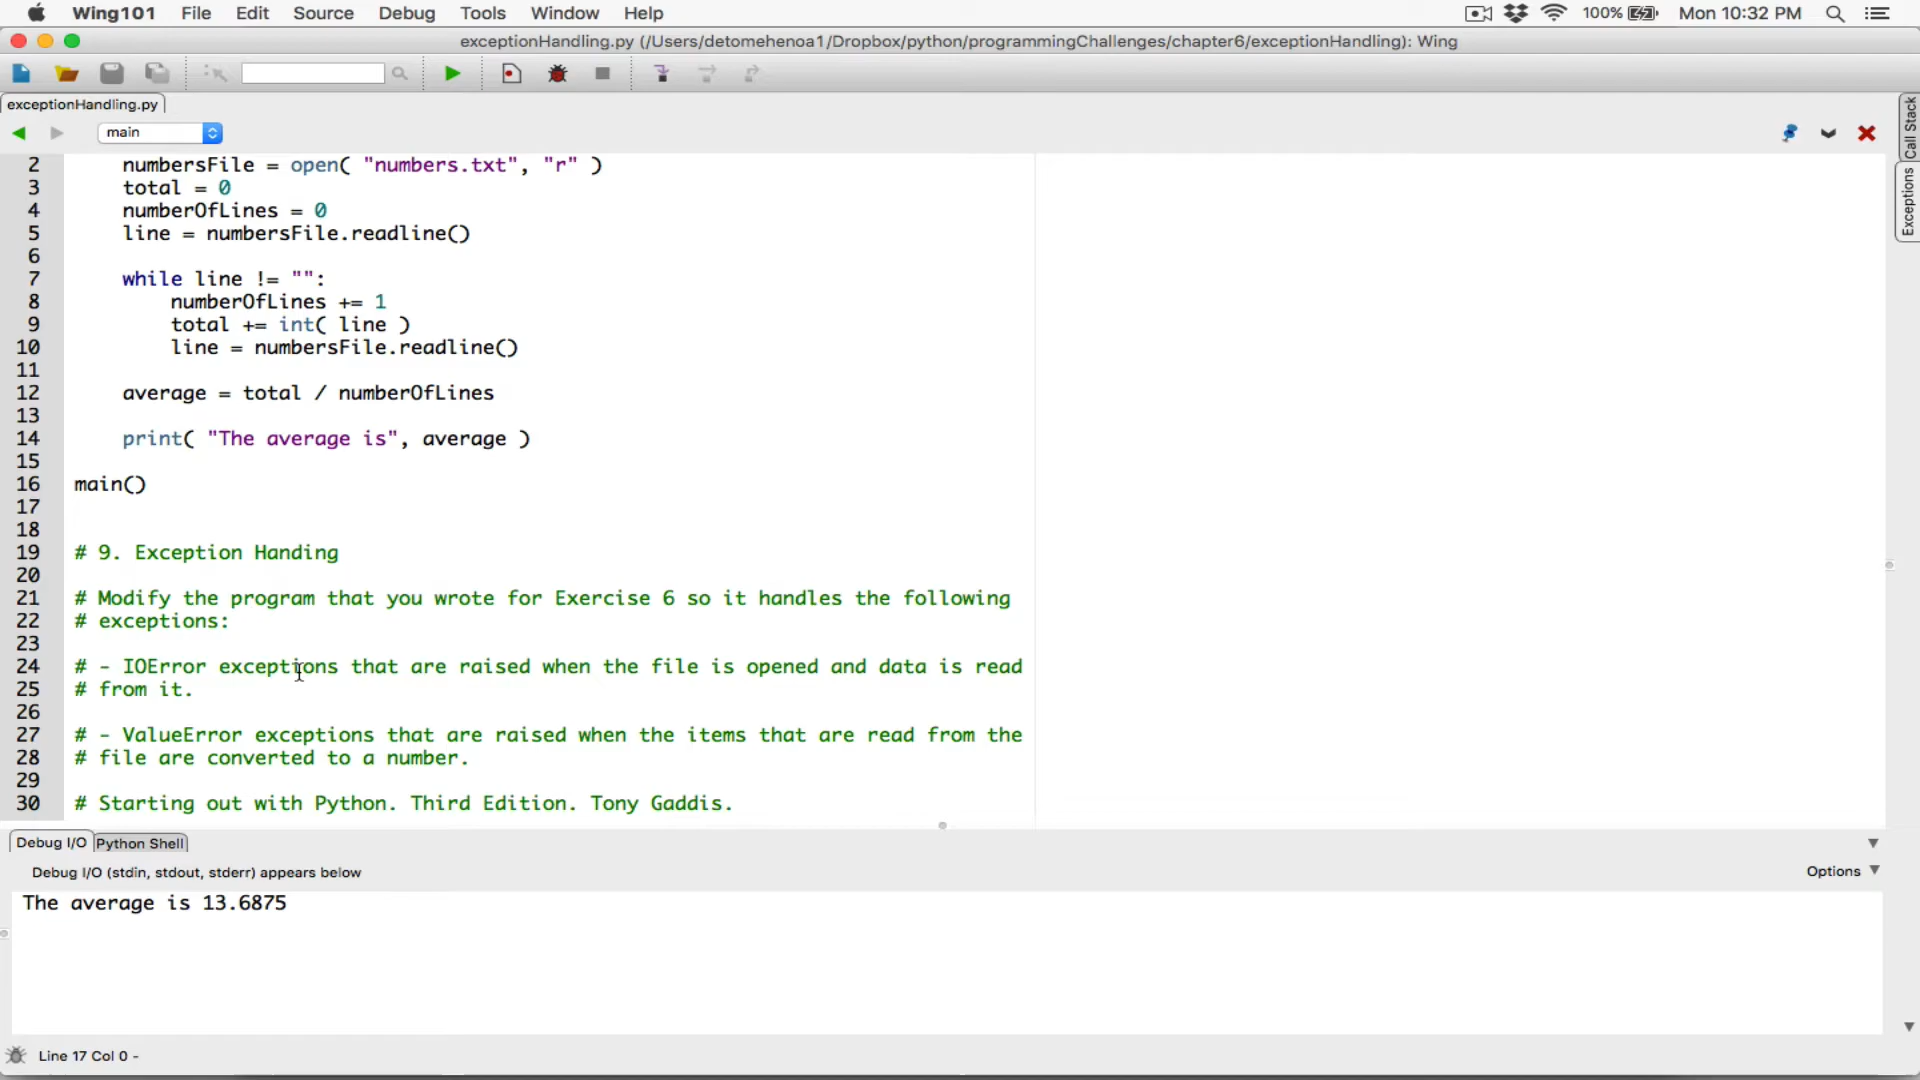 Wing101 File Edit Source Debug Tools Window Help 100% Mon 10:32 PM
exceptionHandling.py (/Users/detomehenoa1/Dropbox/python/programmingChallenges/chapter6/exceptionHandling): Wing
exceptionHandling.py
main
Call Stack
Exceptions
2 numbersFile = open( "numbers.txt", "r" )
3 total = 0
4 numberOfLines = 0
5 line = numbersFile.readline()
6
7 while line != "":
8 numberOfLines += 1
9 total += int( line )
10 line = numbersFile.readline()
11
12 average = total / numberOfLines
13
14 print( "The average is", average )
15
16 main()
17
18
19 # 9. Exception Handing
20
21 # Modify the program that you wrote for Exercise 6 so it handles the following
22 # exceptions:
23
24 # - IOError exceptions that are raised when the file is opened and data is read
25 # from it.
26
27 # - ValueError exceptions that are raised when the items that are read from the
28 # file are converted to a number.
29
30 # Starting out with Python. Third Edition. Tony Gaddis.
Debug I/O Python Shell
Debug I/O (stdin, stdout, stderr) appears below Options
The average is 13.6875
Line 17 Col 0 -